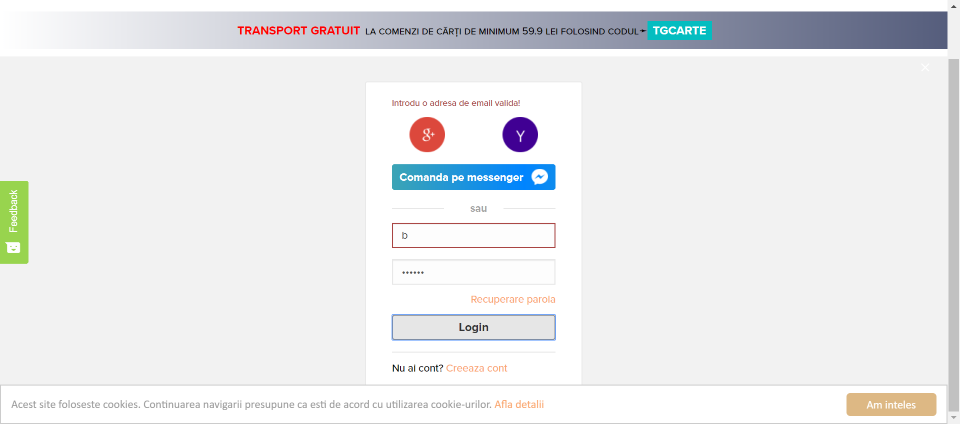 TRANSPORT GRATUIT LA COMENZI DE CĂRȚI DE MINIMUM 59.9 LEI FOLOSIND CODUL TGCARTE
Introdu o adresa de email valida!
g+
Y
Comanda pe messenger
sau
b
••••••
Recuperare parola
Login
Nu ai cont? Creeaza cont
Feedback
Acest site foloseste cookies. Continuarea navigarii presupune ca esti de acord cu utilizarea cookie-urilor. Afla detalii
Am inteles